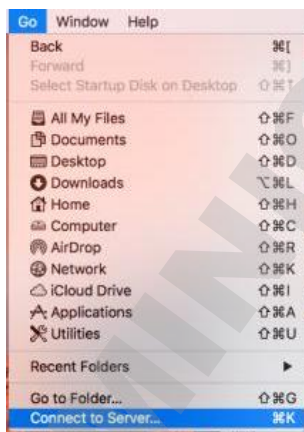 Go Window Help
Back ⌘[
Forward ⌘]
Select Startup Disk on Desktop ⇧⌘↑
All My Files ⇧⌘F
Documents ⇧⌘O
Desktop ⇧⌘D
Downloads ⌥⌘L
Home ⇧⌘H
Computer ⇧⌘C
AirDrop ⇧⌘R
Network ⇧⌘K
iCloud Drive ⇧⌘I
Applications ⇧⌘A
Utilities ⇧⌘U
Recent Folders ▶
Go to Folder... ⇧⌘G
Connect to Server... ⌘K